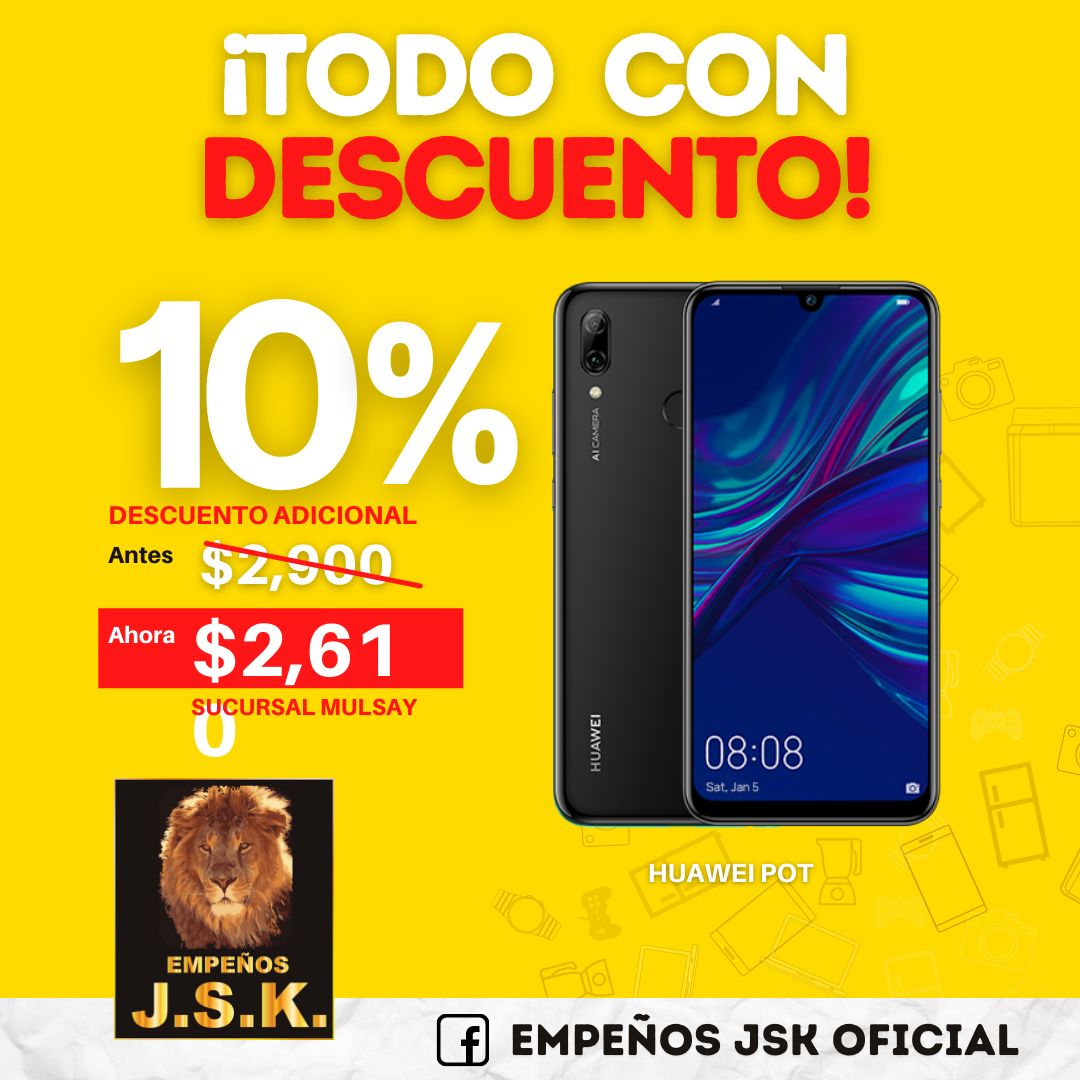 ¡TODO CON
DESCUENTO!
10%
DESCUENTO ADICIONAL
Antes $2,900
Ahora $2,61
0
SUCURSAL MULSAY
AI CAMERA
HUAWEI
08:08
Sat, Jan 5
HUAWEI POT
EMPEÑOS
J.S.K.
EMPEÑOS JSK OFICIAL